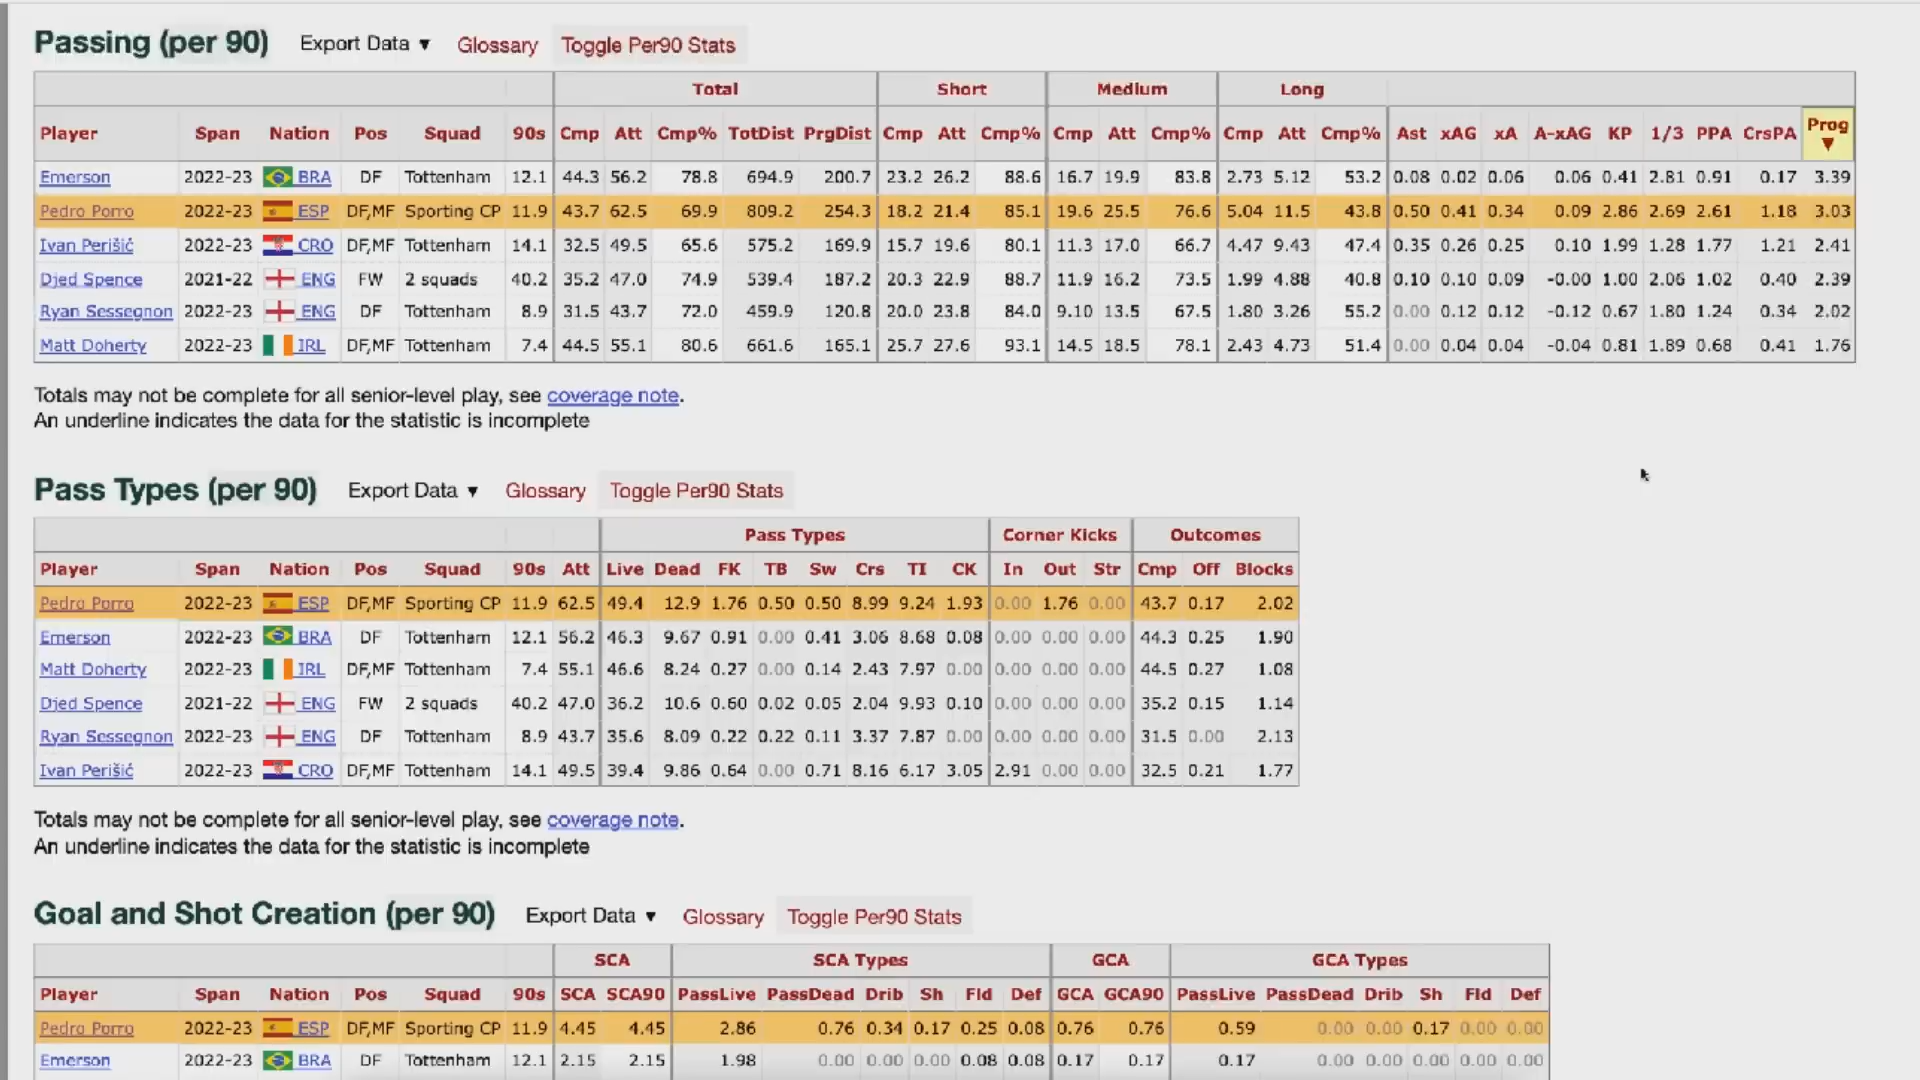 Passing (per 90) Export Data ▼ Glossary Toggle Per90 Stats
Total Short Medium Long
Player Span Nation Pos Squad 90s Cmp Att Cmp% TotDist PrgDist Cmp Att Cmp% Cmp Att Cmp% Cmp Att Cmp% Ast xAG xA A-xAG KP 1/3 PPA CrsPA Prog ▼
Emerson 2022-23 BRA DF Tottenham 12.1 44.3 56.2 78.8 694.9 200.7 23.2 26.2 88.6 16.7 19.9 83.8 2.73 5.12 53.2 0.08 0.02 0.06 0.06 0.41 2.81 0.91 0.17 3.39
Pedro Porro 2022-23 ESP DF,MF Sporting CP 11.9 43.7 62.5 69.9 809.2 254.3 18.2 21.4 85.1 19.6 25.5 76.6 5.04 11.5 43.8 0.50 0.41 0.34 0.09 2.86 2.69 2.61 1.18 3.03
Ivan Perišić 2022-23 CRO DF,MF Tottenham 14.1 32.5 49.5 65.6 575.2 169.9 15.7 19.6 80.1 11.3 17.0 66.7 4.47 9.43 47.4 0.35 0.26 0.25 0.10 1.99 1.28 1.77 1.21 2.41
Djed Spence 2021-22 ENG FW 2 squads 40.2 35.2 47.0 74.9 539.4 187.2 20.3 22.9 88.7 11.9 16.2 73.5 1.99 4.88 40.8 0.10 0.10 0.09 -0.00 1.00 2.06 1.02 0.40 2.39
Ryan Sessegnon 2022-23 ENG DF Tottenham 8.9 31.5 43.7 72.0 459.9 120.8 20.0 23.8 84.0 9.10 13.5 67.5 1.80 3.26 55.2 0.00 0.12 0.12 -0.12 0.67 1.80 1.24 0.34 2.02
Matt Doherty 2022-23 IRL DF,MF Tottenham 7.4 44.5 55.1 80.6 661.6 165.1 25.7 27.6 93.1 14.5 18.5 78.1 2.43 4.73 51.4 0.00 0.04 0.04 -0.04 0.81 1.89 0.68 0.41 1.76
Totals may not be complete for all senior-level play, see coverage note.
An underline indicates the data for the statistic is incomplete
Pass Types (per 90) Export Data ▼ Glossary Toggle Per90 Stats
Pass Types Corner Kicks Outcomes
Player Span Nation Pos Squad 90s Att Live Dead FK TB Sw Crs TI CK In Out Str Cmp Off Blocks
Pedro Porro 2022-23 ESP DF,MF Sporting CP 11.9 62.5 49.4 12.9 1.76 0.50 0.50 8.99 9.24 1.93 0.00 1.76 0.00 43.7 0.17 2.02
Emerson 2022-23 BRA DF Tottenham 12.1 56.2 46.3 9.67 0.91 0.00 0.41 3.06 8.68 0.08 0.00 0.00 0.00 44.3 0.25 1.90
Matt Doherty 2022-23 IRL DF,MF Tottenham 7.4 55.1 46.6 8.24 0.27 0.00 0.14 2.43 7.97 0.00 0.00 0.00 0.00 44.5 0.27 1.08
Djed Spence 2021-22 ENG FW 2 squads 40.2 47.0 36.2 10.6 0.60 0.02 0.05 2.04 9.93 0.10 0.00 0.00 0.00 35.2 0.15 1.14
Ryan Sessegnon 2022-23 ENG DF Tottenham 8.9 43.7 35.6 8.09 0.22 0.22 0.11 3.37 7.87 0.00 0.00 0.00 0.00 31.5 0.00 2.13
Ivan Perišić 2022-23 CRO DF,MF Tottenham 14.1 49.5 39.4 9.86 0.64 0.00 0.71 8.16 6.17 3.05 2.91 0.00 0.00 32.5 0.21 1.77
Totals may not be complete for all senior-level play, see coverage note.
An underline indicates the data for the statistic is incomplete
Goal and Shot Creation (per 90) Export Data ▼ Glossary Toggle Per90 Stats
SCA SCA Types GCA GCA Types
Player Span Nation Pos Squad 90s SCA SCA90 PassLive PassDead Drib Sh Fld Def GCA GCA90 PassLive PassDead Drib Sh Fld Def
Pedro Porro 2022-23 ESP DF,MF Sporting CP 11.9 4.45 4.45 2.86 0.76 0.34 0.17 0.25 0.08 0.76 0.76 0.59 0.00 0.00 0.17 0.00 0.00
Emerson 2022-23 BRA DF Tottenham 12.1 2.15 2.15 1.98 0.00 0.00 0.00 0.08 0.08 0.17 0.17 0.17 0.00 0.00 0.00 0.00 0.00